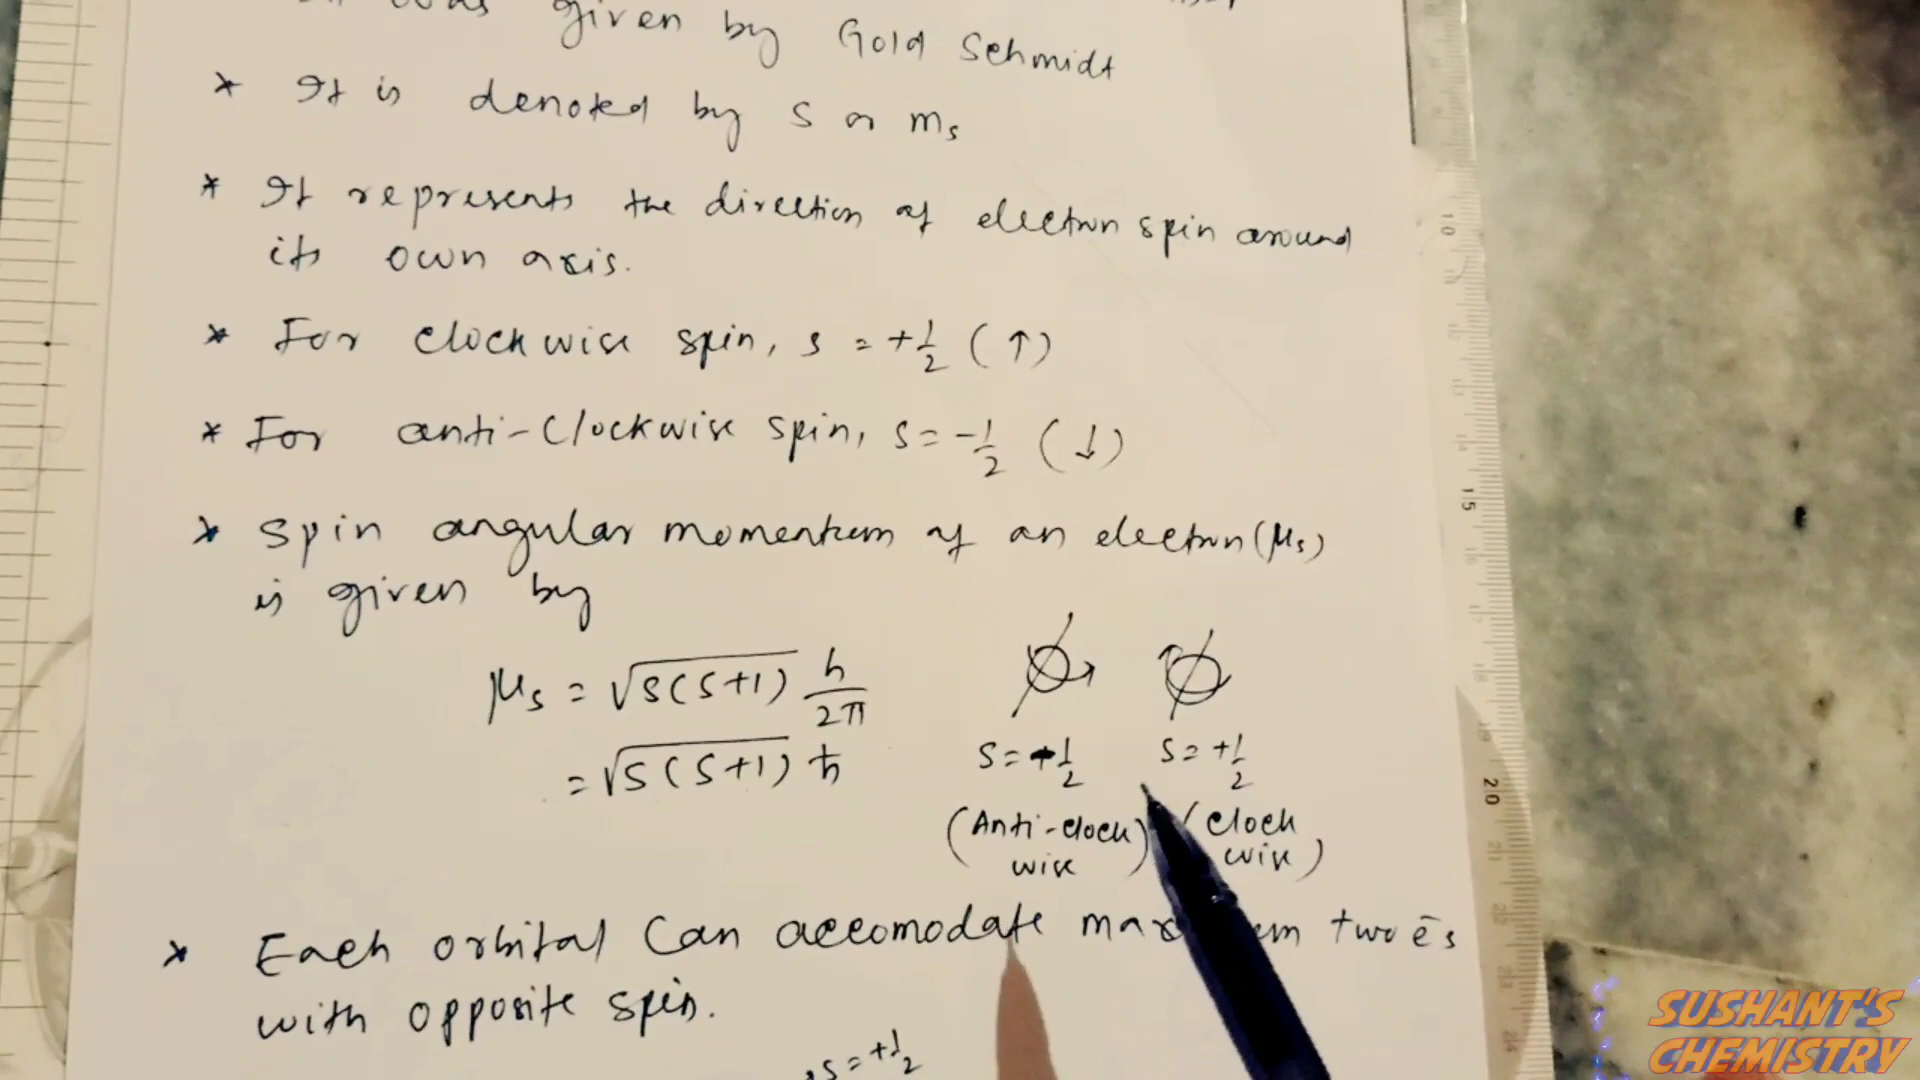 given by Gold Schmidt
* It is denoted by s or mₛ
* It represents the direction of electron spin around
its own axis.
* For clockwise spin, s = +1/2 (↑)
* For anti-clockwise spin, s = -1/2 (↓)
* Spin angular momentum of an electron (μₛ)
is given by
μₛ = √s(s+1) h/2π
= √s(s+1) ħ
s = -1/2 s = +1/2
(Anti-clock (clock
wise) wise)
* Each orbital can accomodate two ēs
with opposite spin.
s = +1/2
10
15
20
SUSHANT'S
CHEMISTRY